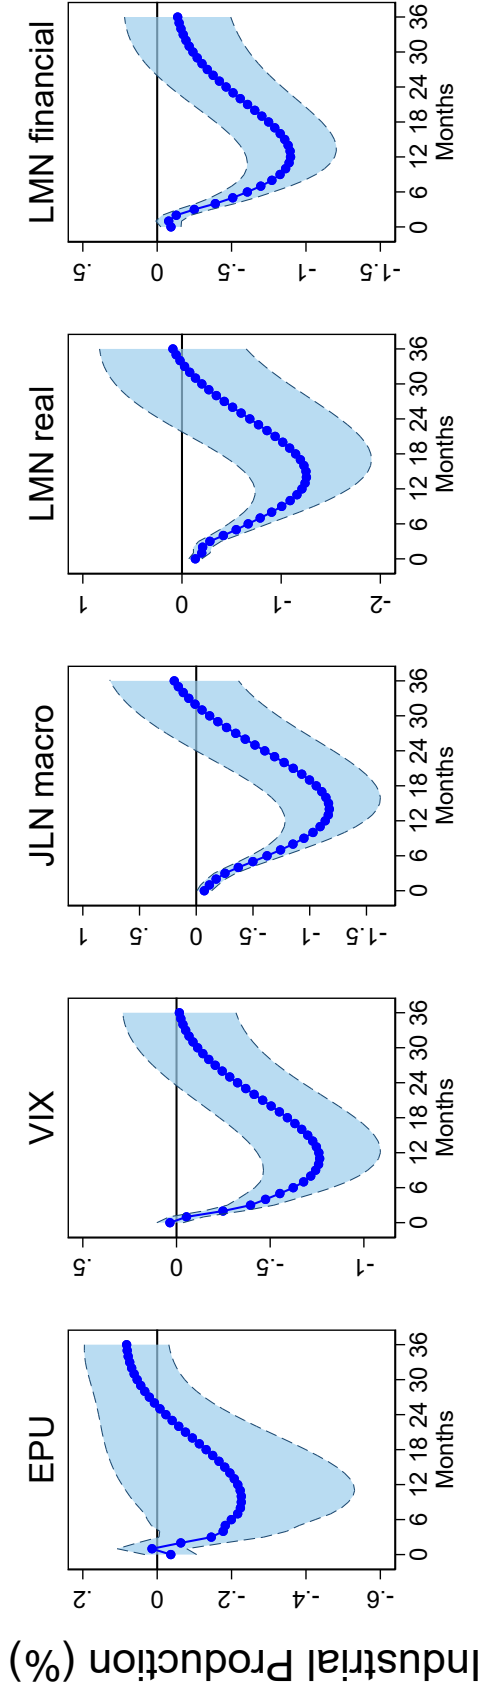 Industrial Production (%)
EPU
.2
0
-.2
-.4
-.6
0 6 12 18 24 30 36
Months
VIX
.5
0
-.5
-1
0 6 12 18 24 30 36
Months
JLN macro
1
.5
0
-.5
-1
-1.5
0 6 12 18 24 30 36
Months
LMN real
1
0
-1
-2
0 6 12 18 24 30 36
Months
LMN financial
.5
0
-.5
-1
-1.5
0 6 12 18 24 30 36
Months